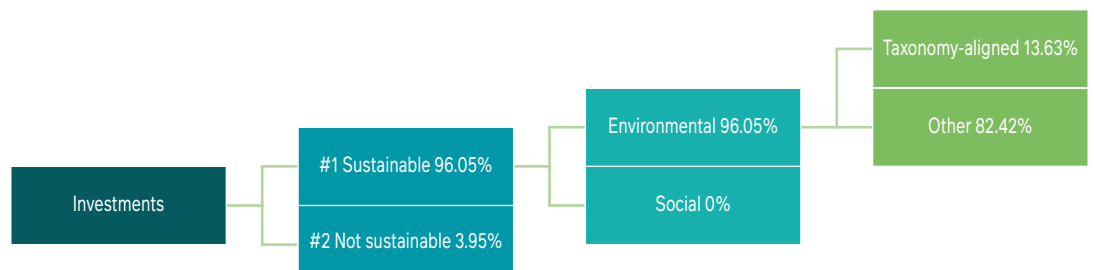 Investments
#1 Sustainable 96.05%
#2 Not sustainable 3.95%
Environmental 96.05%
Social 0%
Taxonomy-aligned 13.63%
Other 82.42%